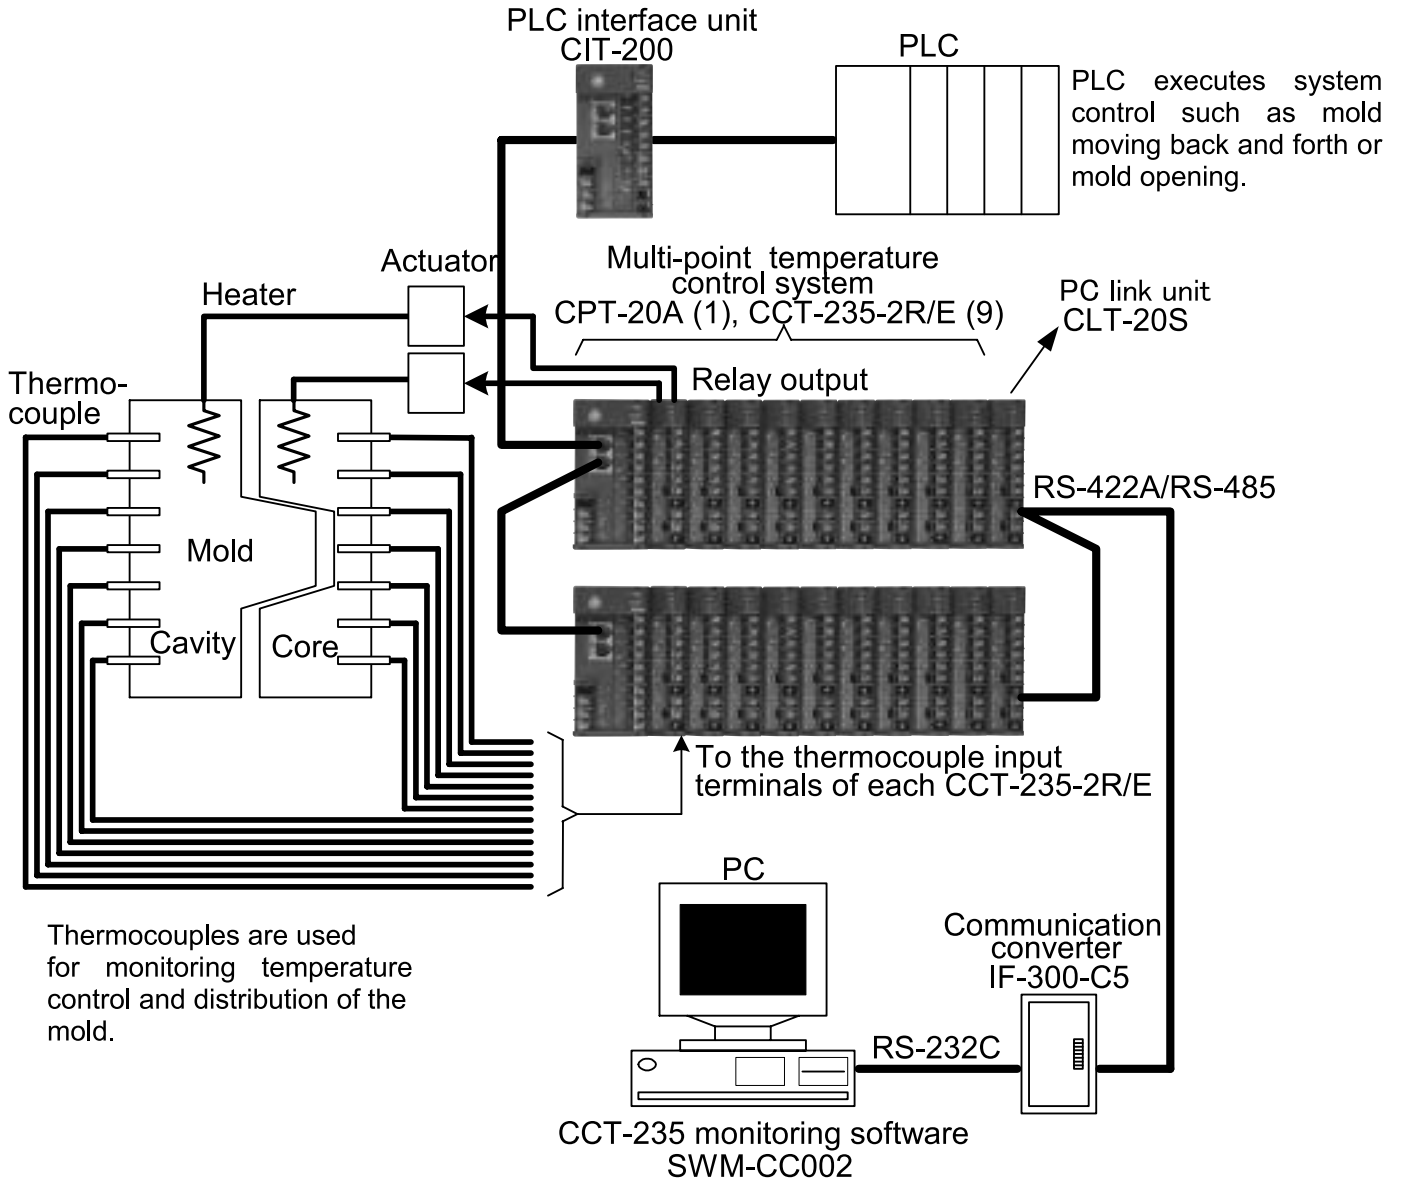 PLC interface unit
CIT-200
PLC
PLC executes system
control such as mold
moving back and forth or
mold opening.
Actuator
Multi-point temperature
control system
CPT-20A (1), CCT-235-2R/E (9)
PC link unit
CLT-20S
Heater
Relay output
Thermo-
couple
RS-422A/RS-485
Mold
Cavity
Core
To the thermocouple input
terminals of each CCT-235-2R/E
PC
Thermocouples are used
for monitoring temperature
control and distribution of the
mold.
Communication
converter
IF-300-C5
RS-232C
CCT-235 monitoring software
SWM-CC002